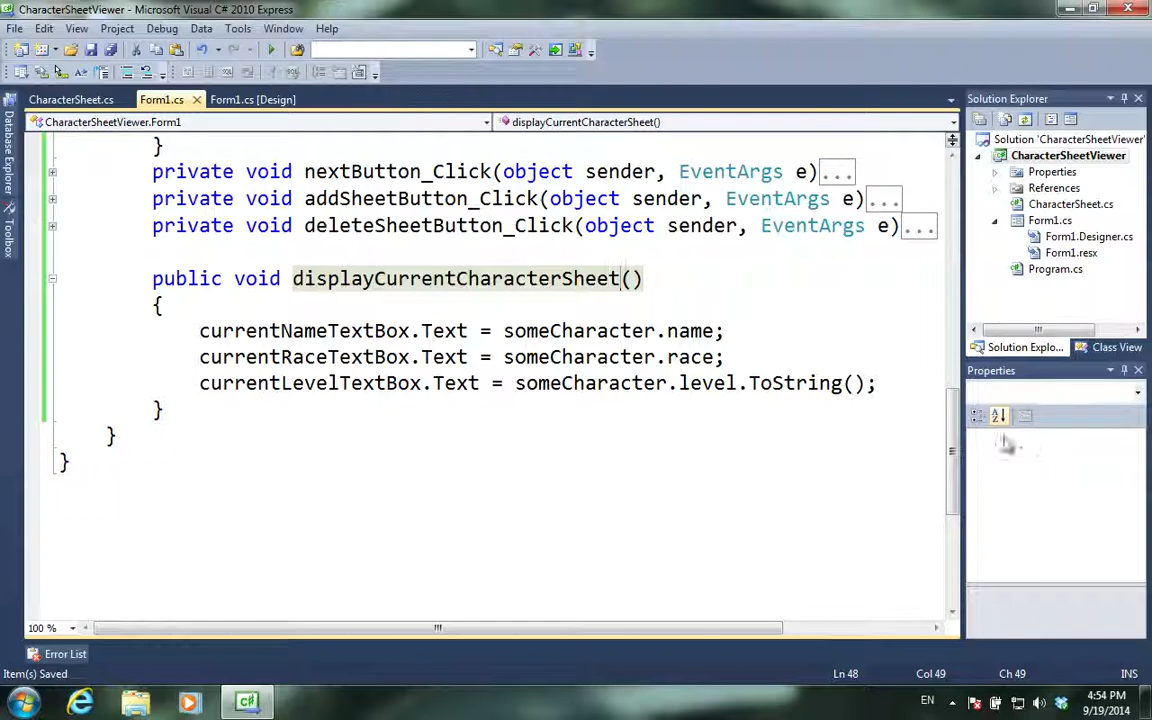 CharacterSheetViewer - Microsoft Visual C# 2010 Express
File Edit View Project Debug Data Tools Window Help
CharacterSheet.cs Form1.cs Form1.cs [Design]
CharacterSheetViewer.Form1 displayCurrentCharacterSheet()
}
private void nextButton_Click(object sender, EventArgs e)...
private void addSheetButton_Click(object sender, EventArgs e)...
private void deleteSheetButton_Click(object sender, EventArgs e)...
public void displayCurrentCharacterSheet()
{
currentNameTextBox.Text = someCharacter.name;
currentRaceTextBox.Text = someCharacter.race;
currentLevelTextBox.Text = someCharacter.level.ToString();
}
}
}
100 %
Database Explorer
Toolbox
Solution Explorer
Solution 'CharacterSheetViewer'
CharacterSheetViewer
Properties
References
CharacterSheet.cs
Form1.cs
Form1.Designer.cs
Form1.resx
Program.cs
Solution Explo... Class View
Properties
Error List
Item(s) Saved Ln 48 Col 49 Ch 49 INS
EN 4:54 PM
9/19/2014